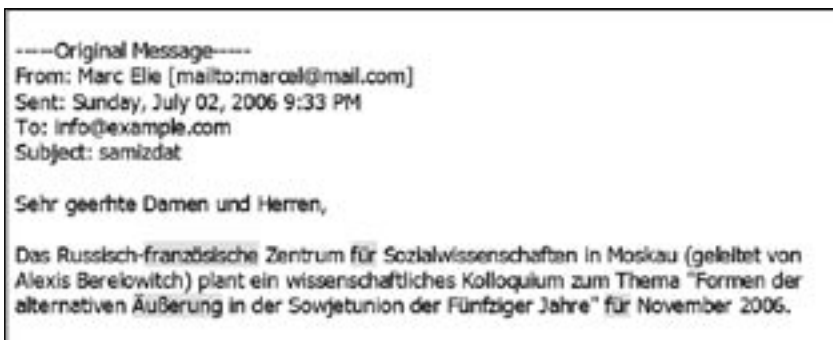 -----Original Message-----
From: Marc Elie [mailto:marcel@mail.com]
Sent: Sunday, July 02, 2006 9:33 PM
To: info@example.com
Subject: samizdat
Sehr geerhte Damen und Herren,
Das Russisch-französische Zentrum für Sozialwissenschaften in Moskau (geleitet von
Alexis Berelowitch) plant ein wissenschaftliches Kolloquium zum Thema "Formen der
alternativen Äußerung in der Sowjetunion der Fünfziger Jahre" für November 2006.